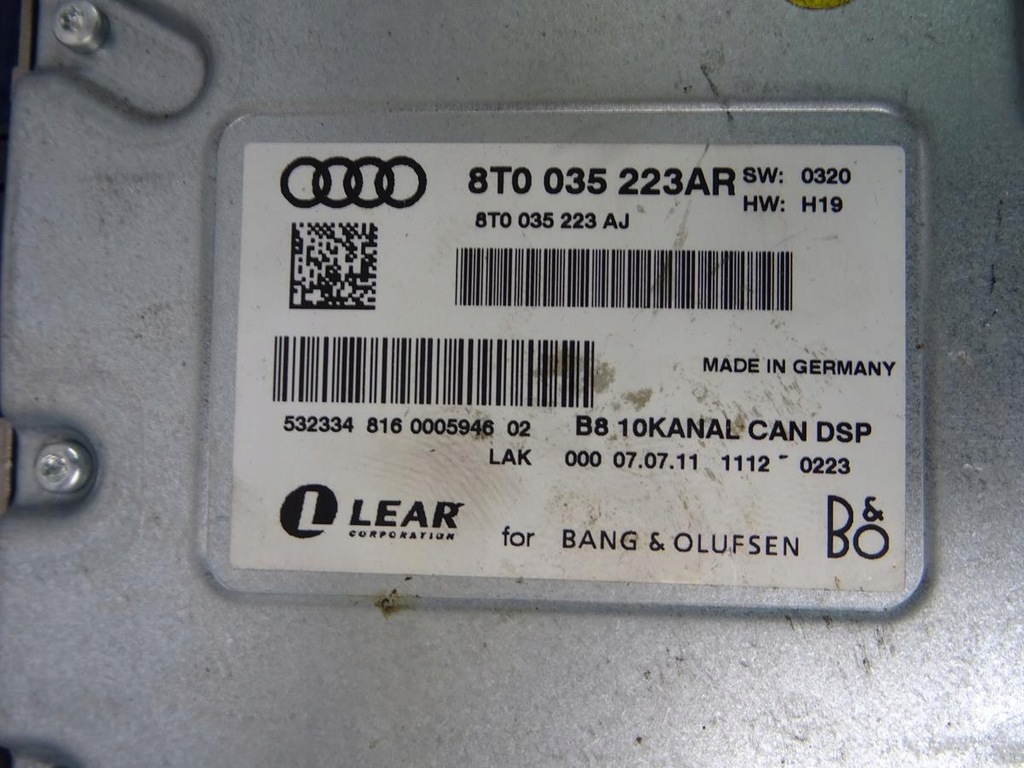 8T0 035 223AR SW: 0320
HW: H19
8T0 035 223 AJ
MADE IN GERMANY
532334 816 0005946 02 B8 10KANAL CAN DSP
LAK 000 07.07.11 1112 - 0223
LEAR
CORPORATION
for BANG & OLUFSEN B&O